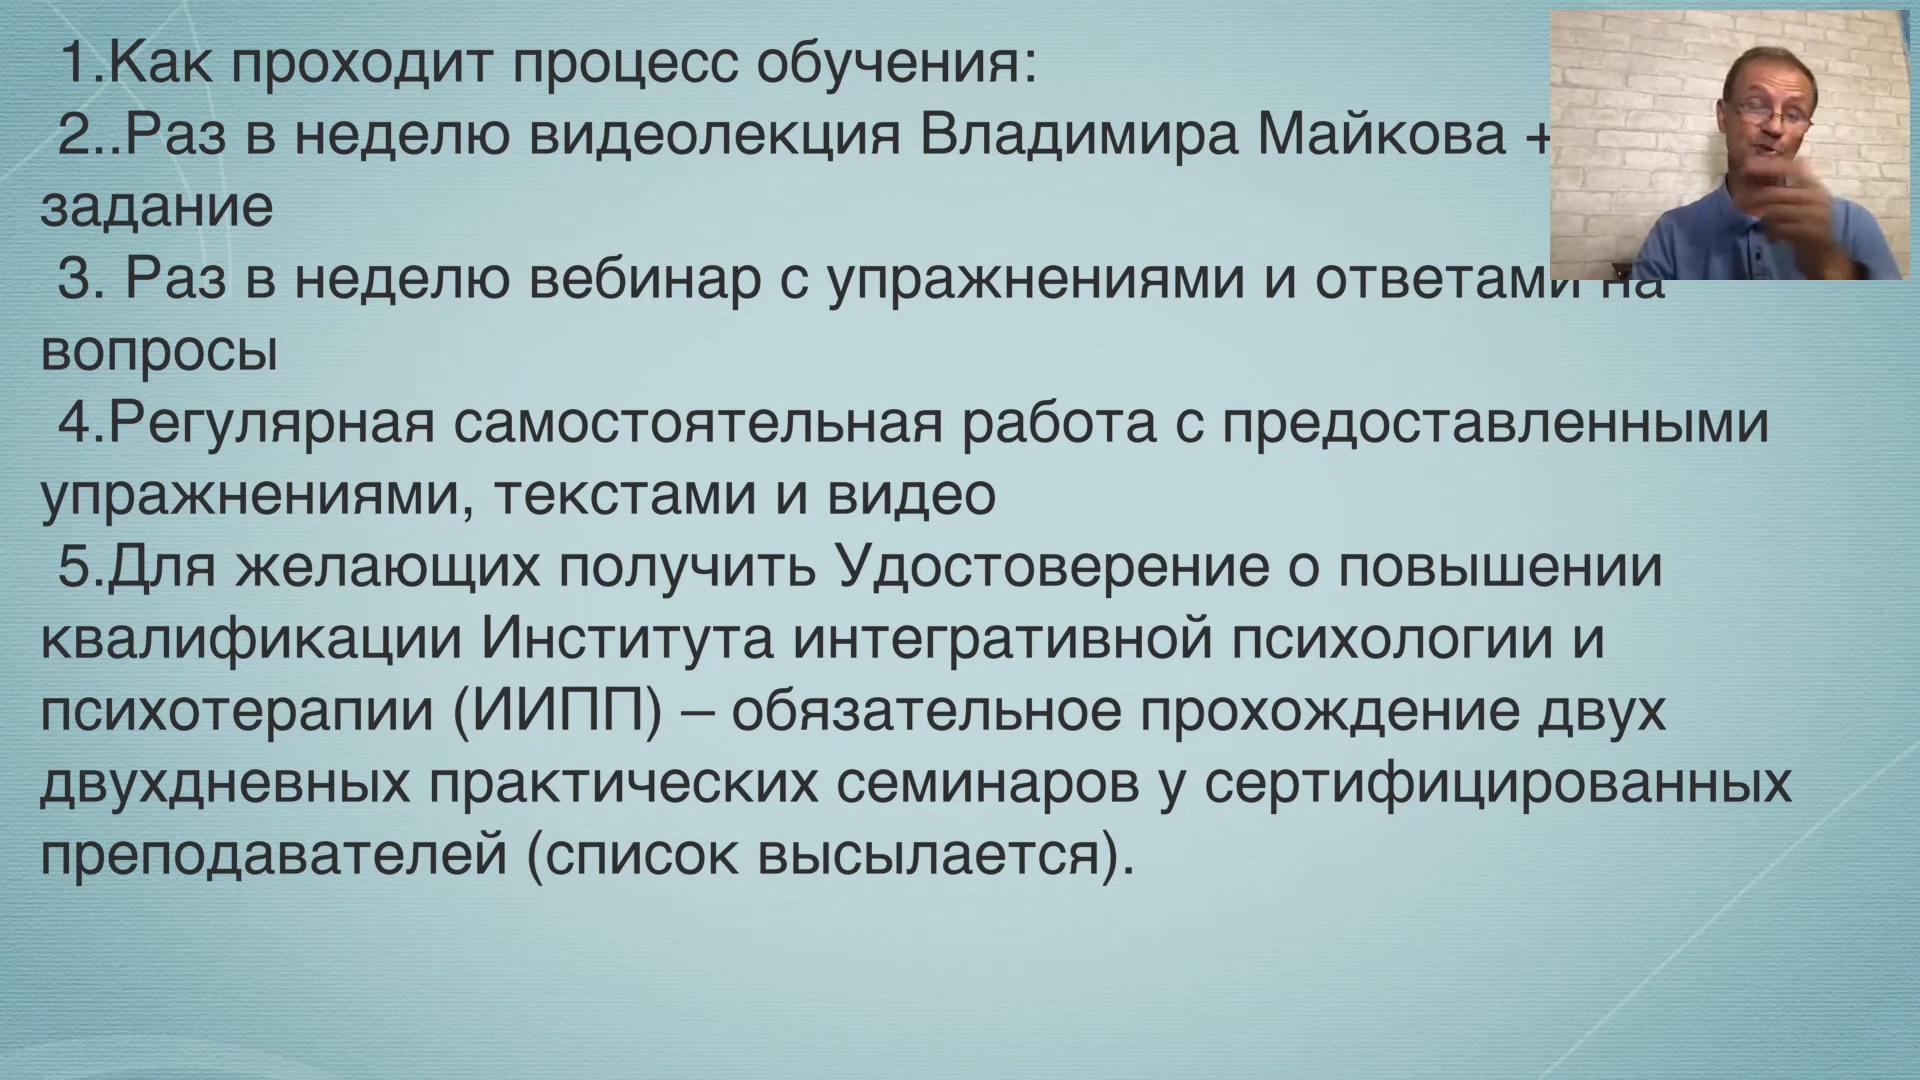 1.Как проходит процесс обучения:
2..Раз в неделю видеолекция Владимира Майкова +
задание
3. Раз в неделю вебинар с упражнениями и ответами на
вопросы
4.Регулярная самостоятельная работа с предоставленными
упражнениями, текстами и видео
5.Для желающих получить Удостоверение о повышении
квалификации Института интегративной психологии и
психотерапии (ИИПП) – обязательное прохождение двух
двухдневных практических семинаров у сертифицированных
преподавателей (список высылается).